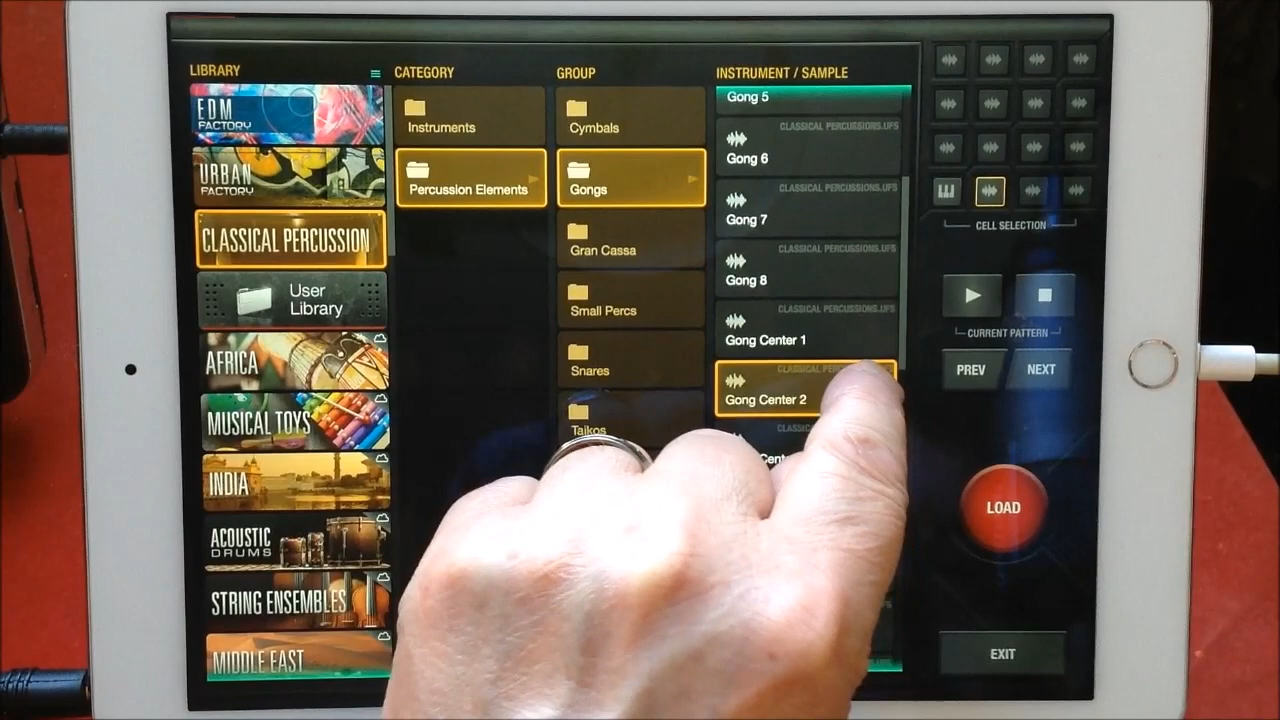 LIBRARY
CATEGORY
GROUP
INSTRUMENT / SAMPLE
EDM
FACTORY
URBAN
FACTORY
CLASSICAL PERCUSSION
User
Library
AFRICA
MUSICAL TOYS
INDIA
ACOUSTIC
DRUMS
STRING ENSEMBLES
MIDDLE EAST
Instruments
Percussion Elements
Cymbals
Gongs
Gran Cassa
Small Percs
Snares
Taikos
Gong 5
CLASSICAL PERCUSSIONS.UFS
Gong 6
CLASSICAL PERCUSSIONS.UFS
Gong 7
CLASSICAL PERCUSSIONS.UFS
Gong 8
CLASSICAL PERCUSSIONS.UFS
Gong Center 1
Gong Center 2
CELL SELECTION
CURRENT PATTERN
PREV
NEXT
LOAD
EXIT